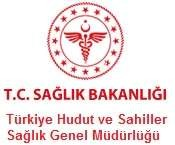 T.C. SAĞLIK BAKANLIĞI
Türkiye Hudut ve Sahiller
Sağlık Genel Müdürlüğü